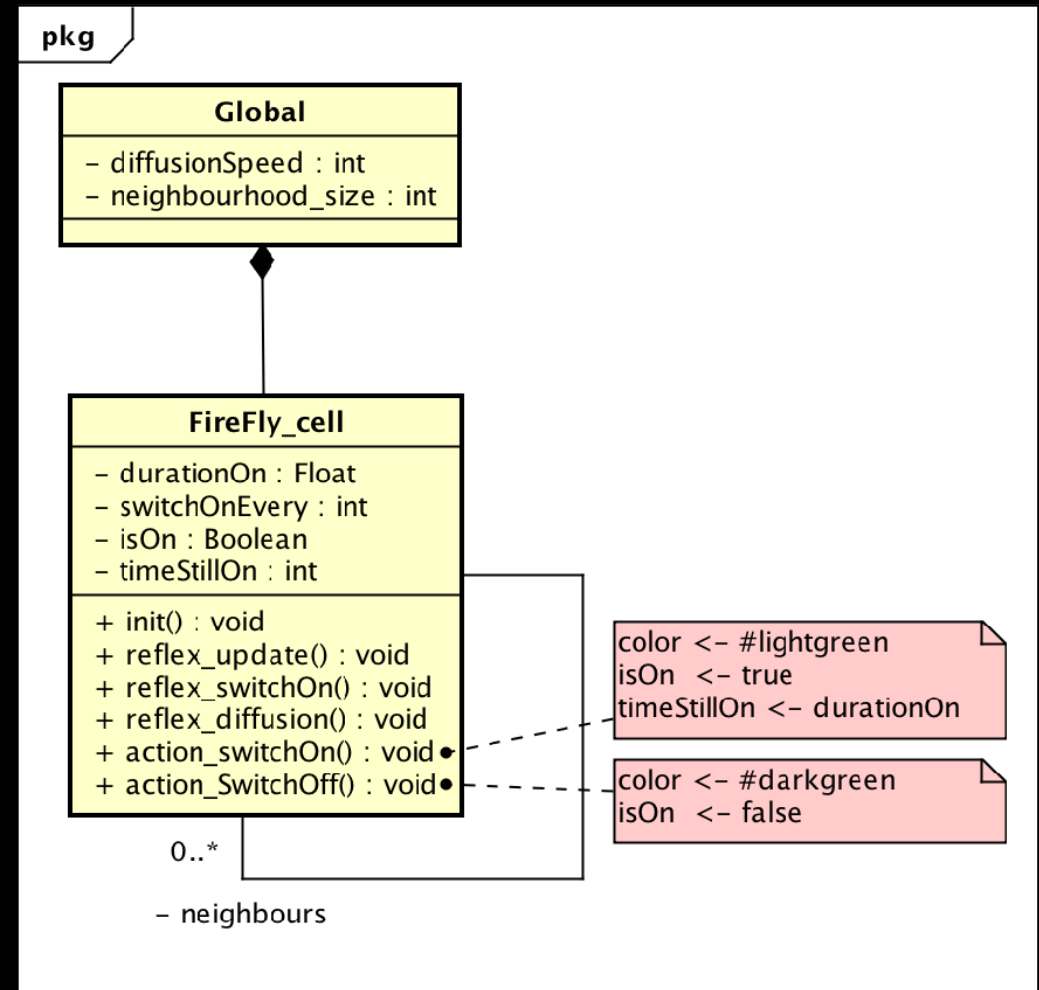 pkg
Global
- diffusionSpeed : int
- neighbourhood_size : int
FireFly_cell
- durationOn : Float
- switchOnEvery : int
- isOn : Boolean
- timeStillOn : int
+ init() : void
+ reflex_update() : void
+ reflex_switchOn() : void
+ reflex_diffusion() : void
+ action_switchOn() : void
+ action_SwitchOff() : void
color <- #lightgreen
isOn <- true
timeStillOn <- durationOn
color <- #darkgreen
isOn <- false
0..*
- neighbours